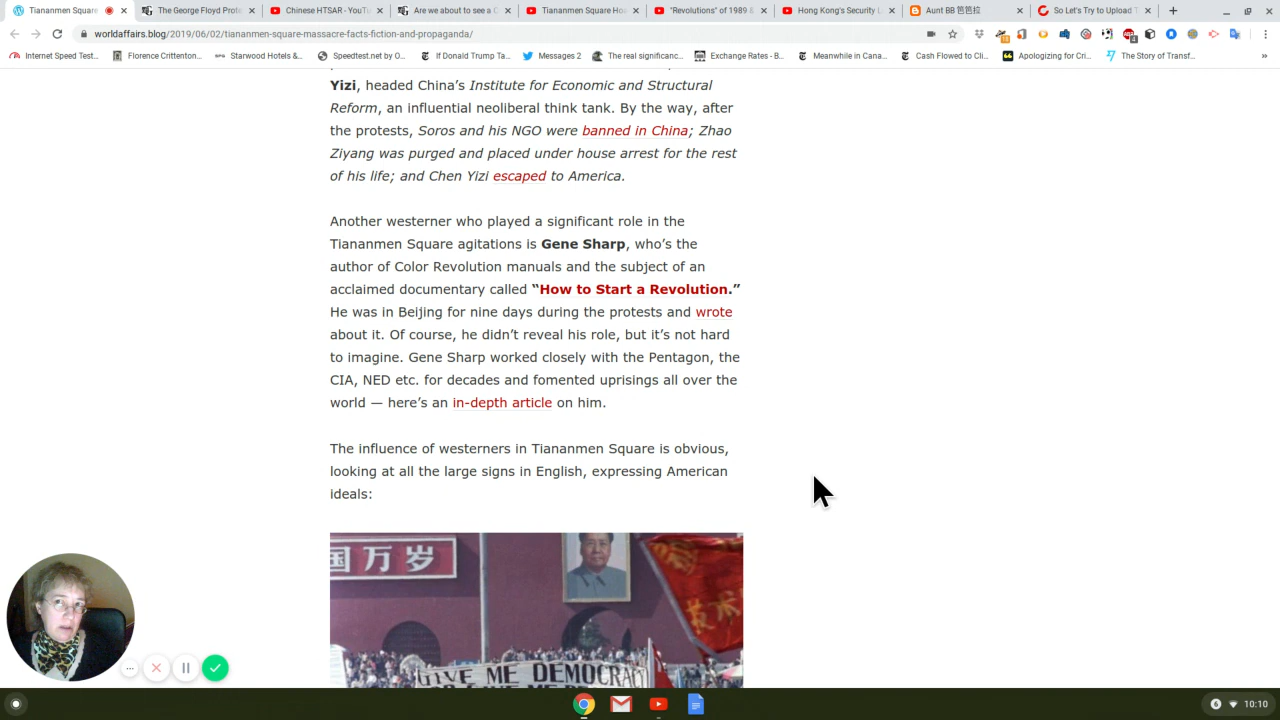 Tiananmen Square
The George Floyd Prote
Chinese HTSAR - YouT
Are we about to see a C
Tiananmen Square Ho
"Revolutions" of 1989 &
Hong Kong's Security L
Aunt BB 笆笆拉
So Let's Try to Upload T
worldaffairs.blog/2019/06/02/tiananmen-square-massacre-facts-fiction-and-propaganda/
Internet Speed Test...
Florence Crittenton...
Starwood Hotels &...
Speedtest.net by O...
If Donald Trump Ta...
Messages 2
The real significanc...
Exchange Rates - B...
Meanwhile in Cana...
Cash Flowed to Cli...
Apologizing for Cri...
The Story of Transf...
Yizi, headed China's Institute for Economic and Structural
Reform, an influential neoliberal think tank. By the way, after
the protests, Soros and his NGO were banned in China; Zhao
Ziyang was purged and placed under house arrest for the rest
of his life; and Chen Yizi escaped to America.
Another westerner who played a significant role in the
Tiananmen Square agitations is Gene Sharp, who's the
author of Color Revolution manuals and the subject of an
acclaimed documentary called "How to Start a Revolution."
He was in Beijing for nine days during the protests and wrote
about it. Of course, he didn't reveal his role, but it's not hard
to imagine. Gene Sharp worked closely with the Pentagon, the
CIA, NED etc. for decades and fomented uprisings all over the
world — here's an in-depth article on him.
The influence of westerners in Tiananmen Square is obvious,
looking at all the large signs in English, expressing American
ideals:
国万岁
GIVE ME DEMOCRACY
6
10:10